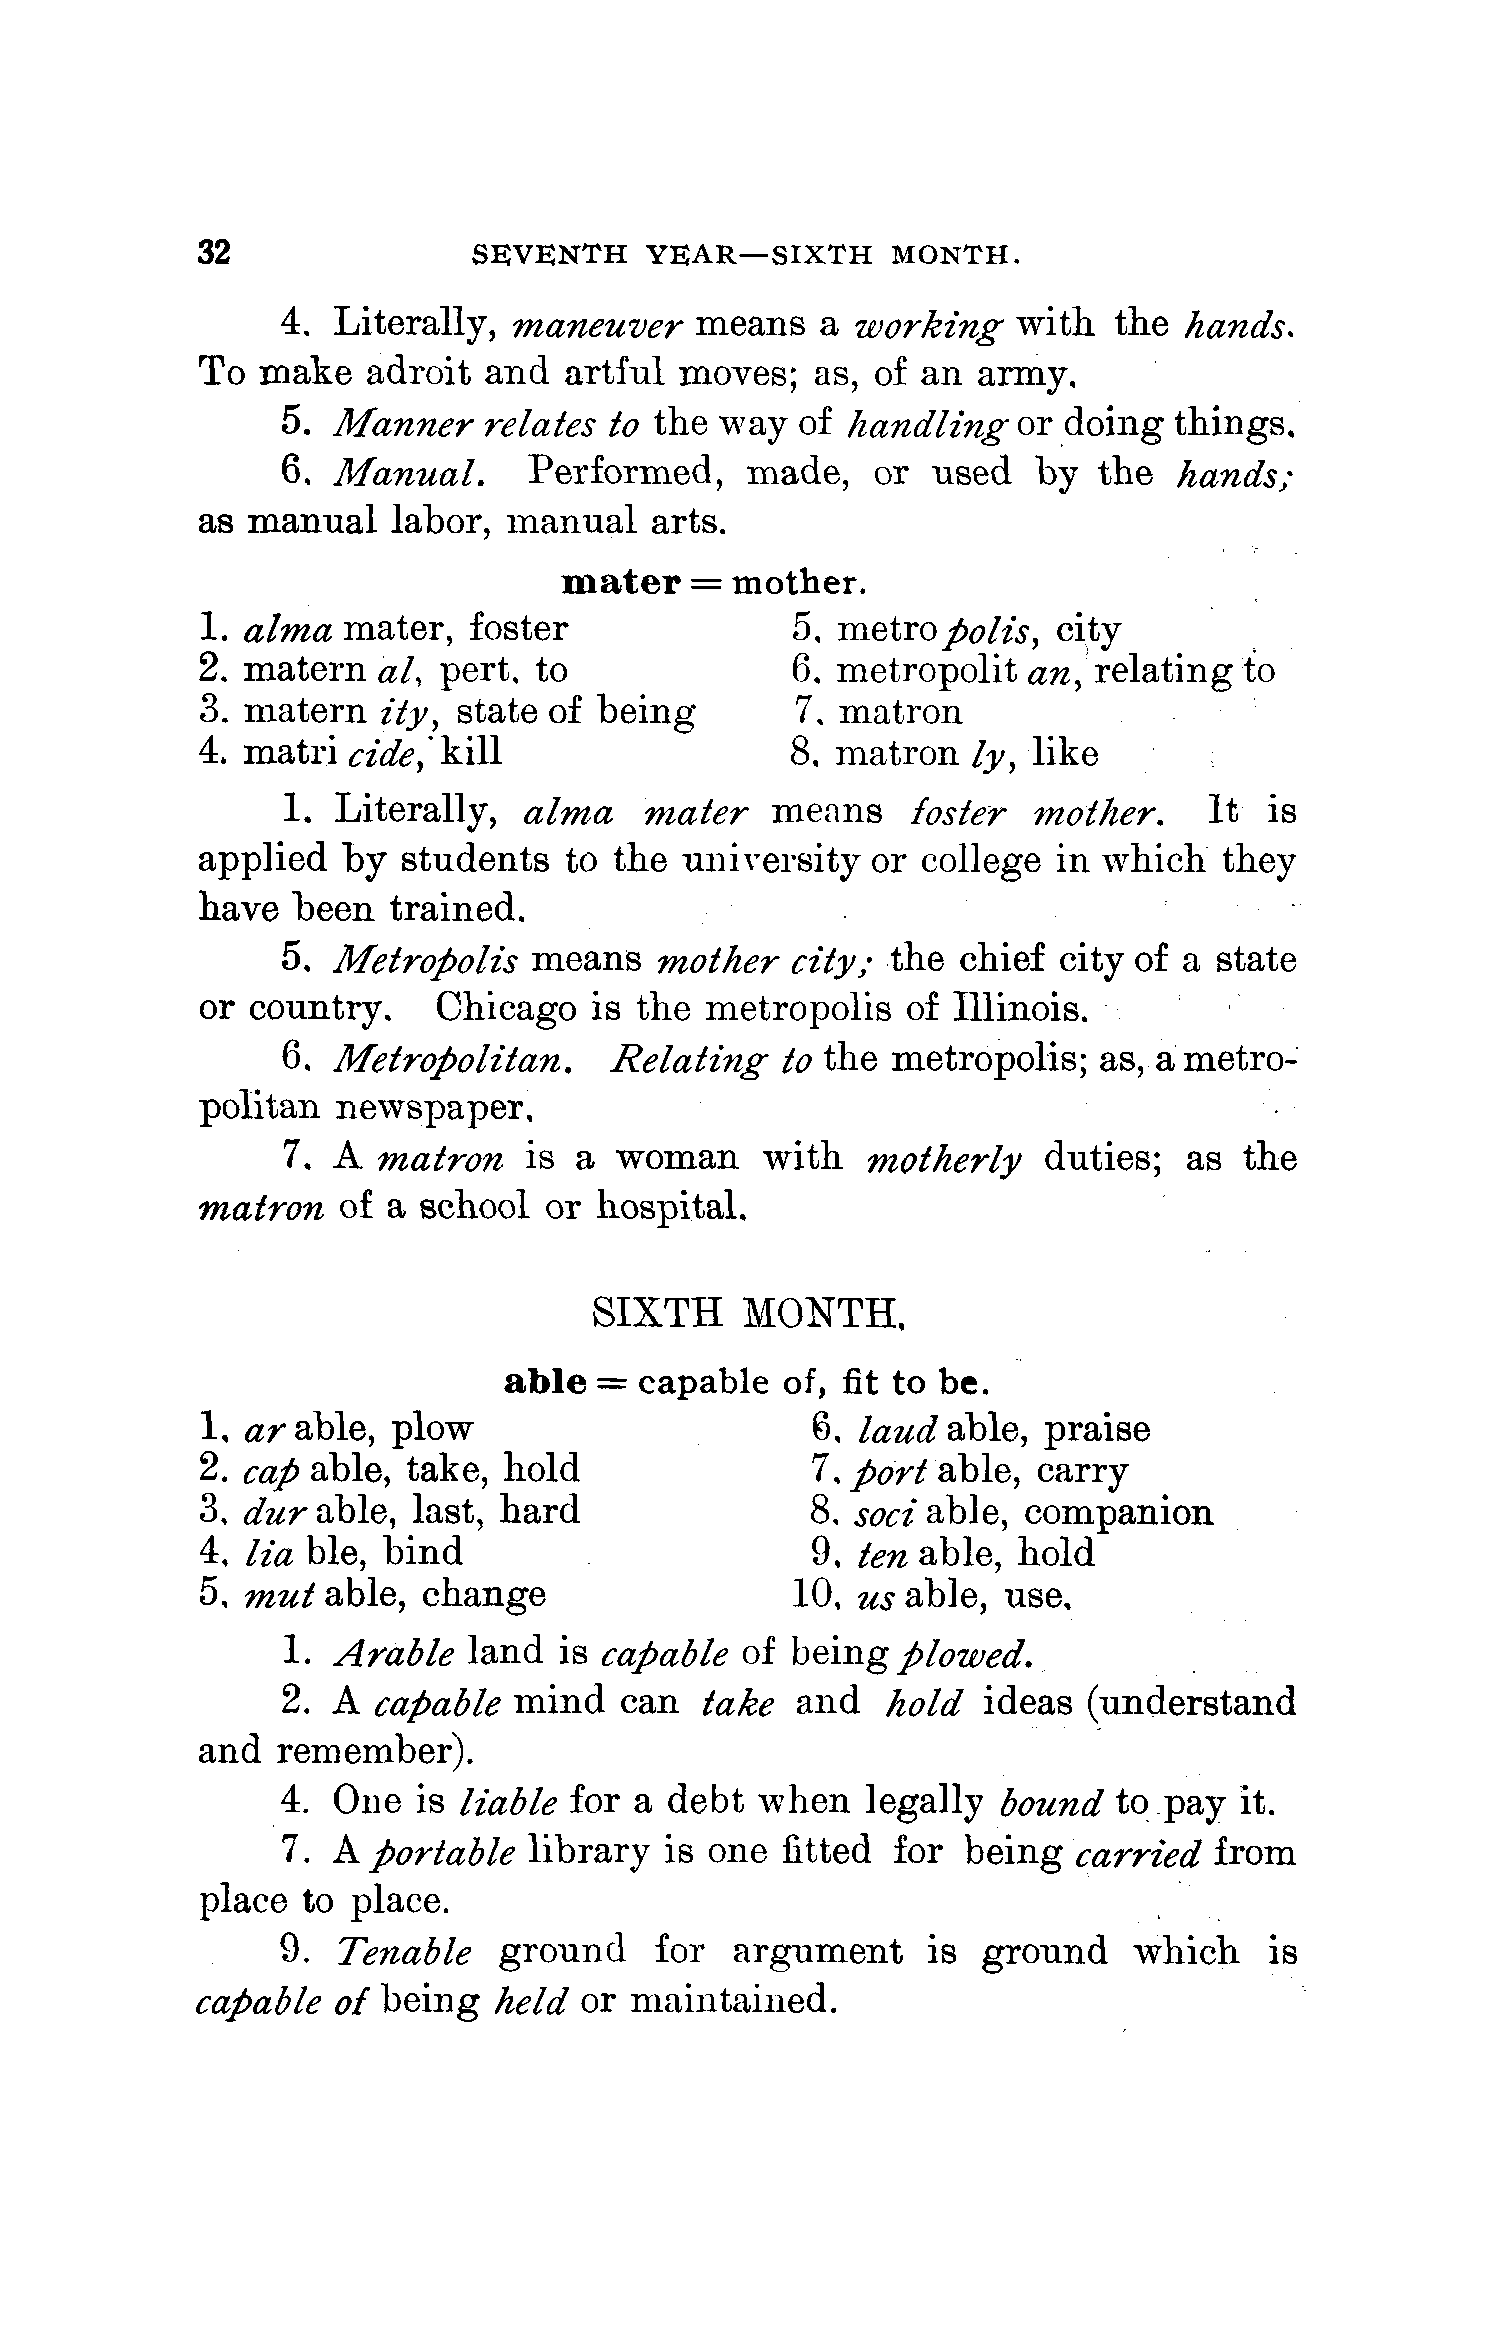 32 SEVENTH YEAR—SIXTH MONTH.
4. Literally, maneuver means a working with the hands.
To make adroit and artful moves; as, of an army.
5. Manner relates to the way of handling or doing things.
6. Manual. Performed, made, or used by the hands;
as manual labor, manual arts.
mater = mother.
1. alma mater, foster
2. matern al, pert. to
3. matern ity, state of being
4. matri cide, kill
5. metro polis, city
6. metropolit an, relating to
7. matron
8. matron ly, like
1. Literally, alma mater means foster mother. It is
applied by students to the university or college in which they
have been trained.
5. Metropolis means mother city; the chief city of a state
or country. Chicago is the metropolis of Illinois.
6. Metropolitan. Relating to the metropolis; as, a metro-
politan newspaper.
7. A matron is a woman with motherly duties; as the
matron of a school or hospital.
SIXTH MONTH.
able = capable of, fit to be.
1. ar able, plow
2. cap able, take, hold
3. dur able, last, hard
4. lia ble, bind
5. mut able, change
6. laud able, praise
7. port able, carry
8. soci able, companion
9. ten able, hold
10. us able, use.
1. Arable land is capable of being plowed.
2. A capable mind can take and hold ideas (understand
and remember).
4. One is liable for a debt when legally bound to pay it.
7. A portable library is one fitted for being carried from
place to place.
9. Tenable ground for argument is ground which is
capable of being held or maintained.